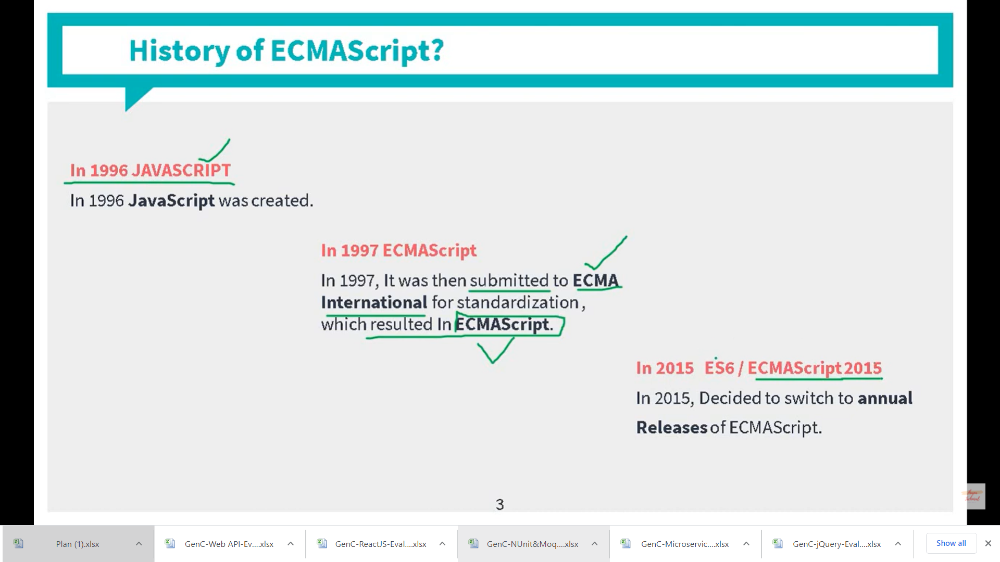 History of ECMAScript?
In 1996 JAVASCRIPT
In 1996 JavaScript was created.
In 1997 ECMAScript
In 1997, It was then submitted to ECMA
International for standardization,
which resulted In ECMAScript.
In 2015 ES6 / ECMAScript 2015
In 2015, Decided to switch to annual
Releases of ECMAScript.
3
Plan (1).xlsx
GenC-Web API-Ev....xlsx
GenC-ReactJS-Eval....xlsx
GenC-NUnit&Moq....xlsx
GenC-Microservic....xlsx
GenC-jQuery-Eval....xlsx
Show all